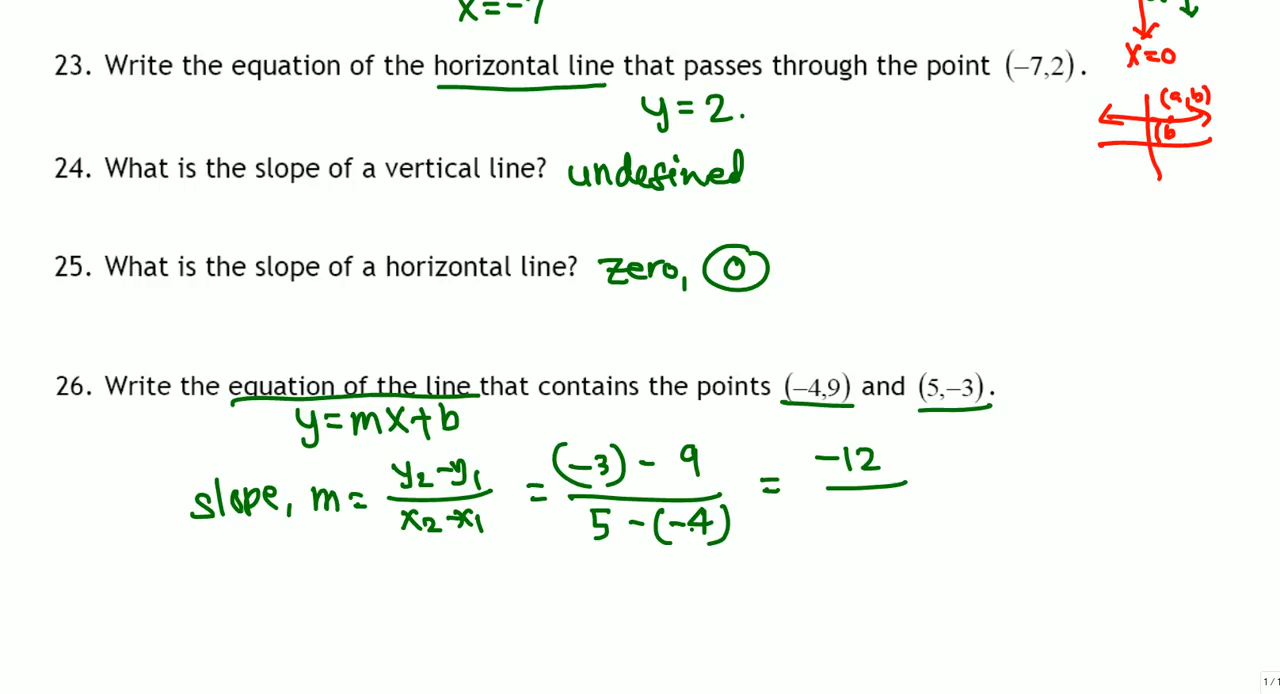 x=-7
x=0
23. Write the equation of the horizontal line that passes through the point (−7,2).
y = 2.
(a,b)
(b
24. What is the slope of a vertical line? undefined
25. What is the slope of a horizontal line? zero, 0
26. Write the equation of the line that contains the points (−4,9) and (5,−3).
y=mx+b
slope, m = y2-y1 / x2-x1 = (-3) - 9 / 5 - (-4) = -12
1/1